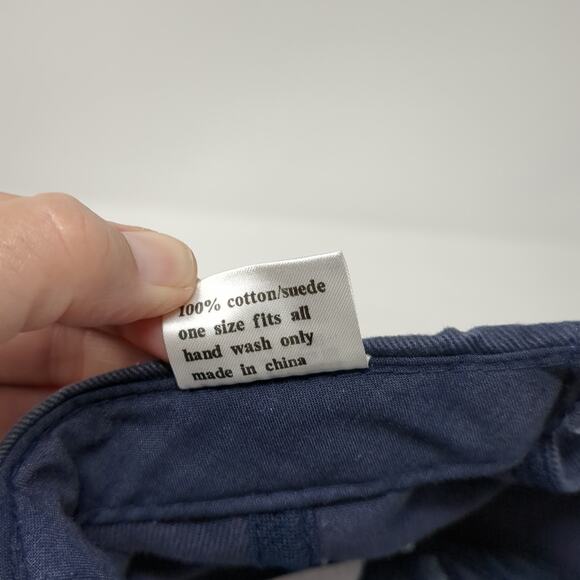 100% cotton/suede
one size fits all
hand wash only
made in china